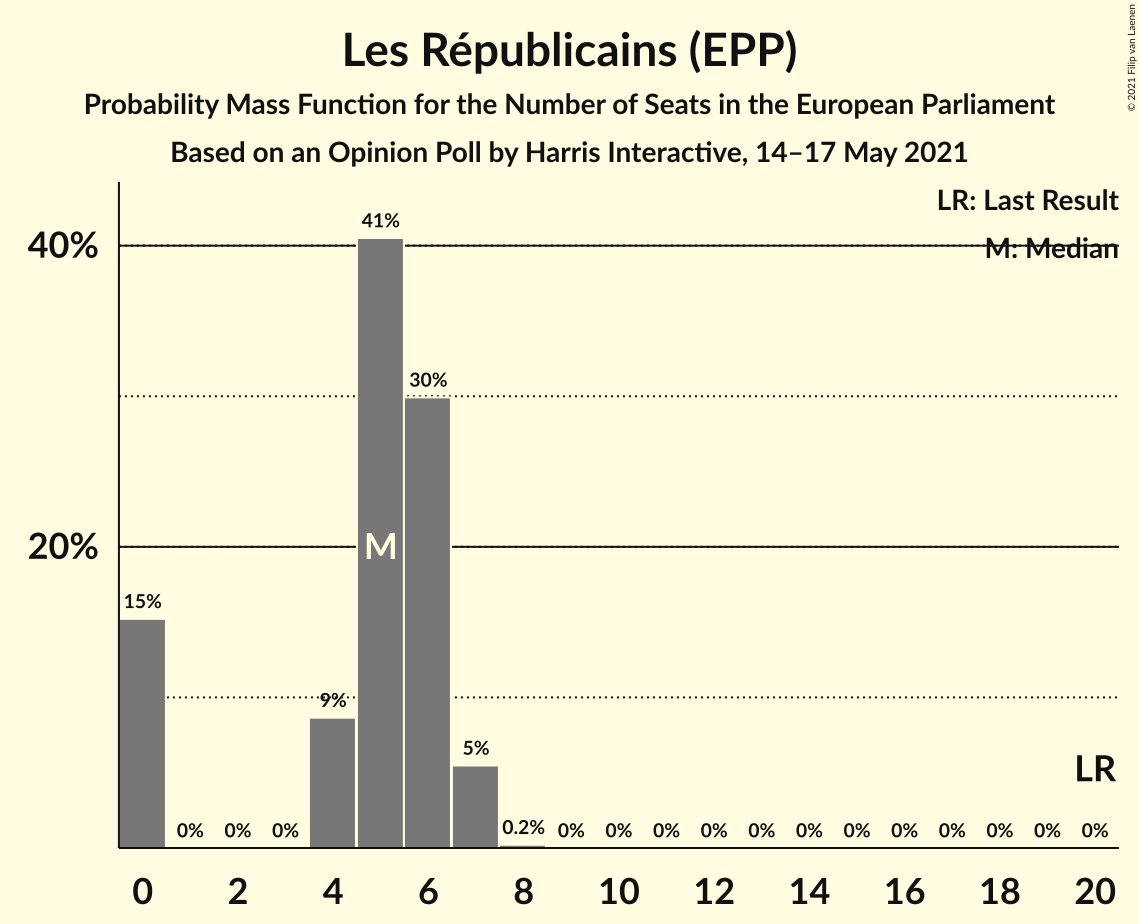 Les Républicains (EPP)
Probability Mass Function for the Number of Seats in the European Parliament
Based on an Opinion Poll by Harris Interactive, 14–17 May 2021
© 2021 Filip van Laenen
LR: Last Result
M: Median
40%
20%
41%
30%
15%
9%
5%
0.2%
M
LR
0% 0% 0%
0% 0% 0% 0% 0% 0% 0% 0% 0% 0% 0% 0%
0 2 4 6 8 10 12 14 16 18 20